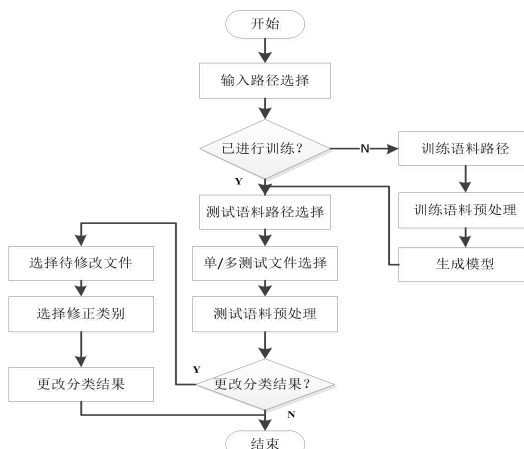 开始
输入路径选择
已进行训练？
N
训练语料路径
Y
测试语料路径选择
训练语料预处理
选择待修改文件
单/多测试文件选择
生成模型
选择修正类别
测试语料预处理
Y
更改分类结果
更改分类结果？
N
结束